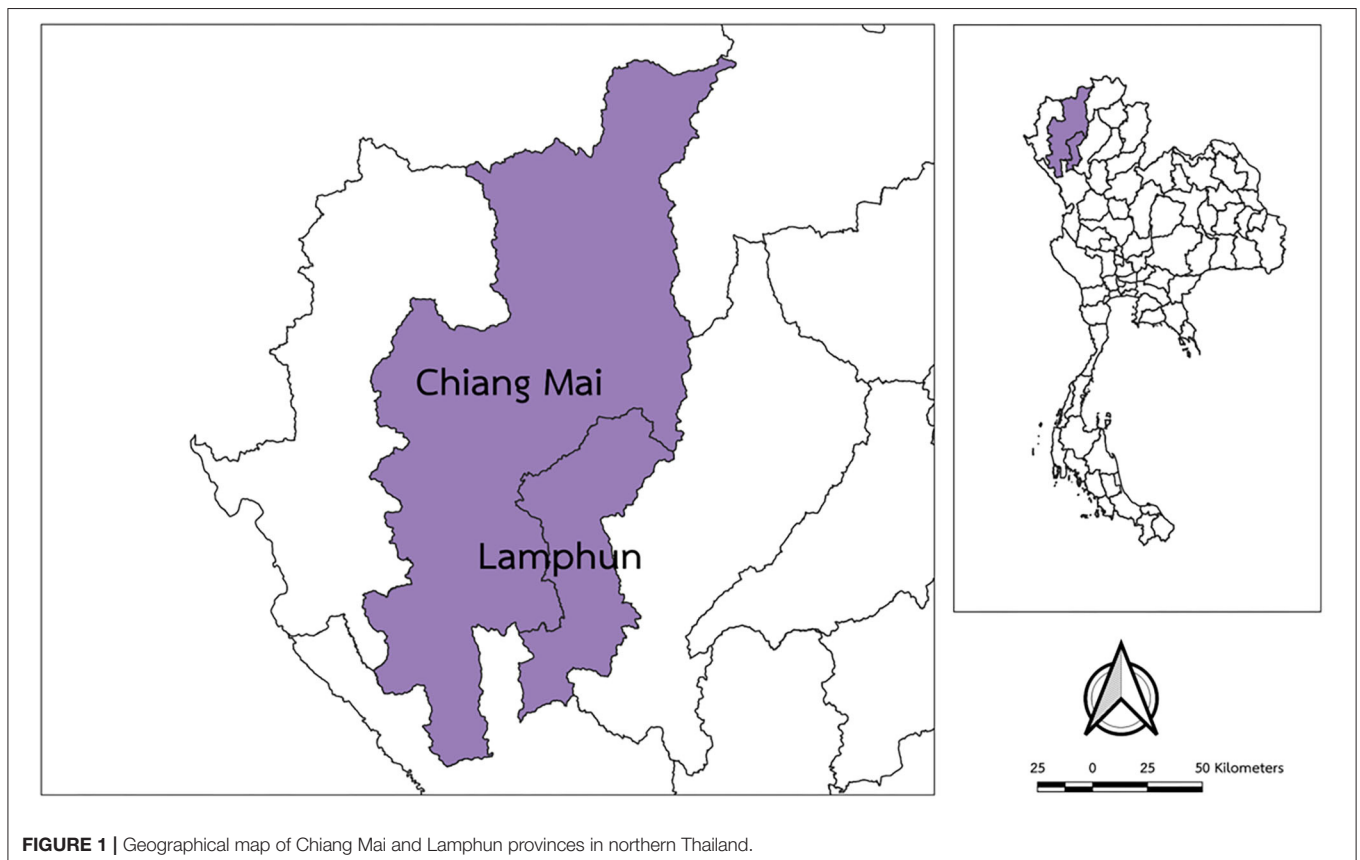 Chiang Mai
Lamphun
25 0 25 50 Kilometers
FIGURE 1 | Geographical map of Chiang Mai and Lamphun provinces in northern Thailand.